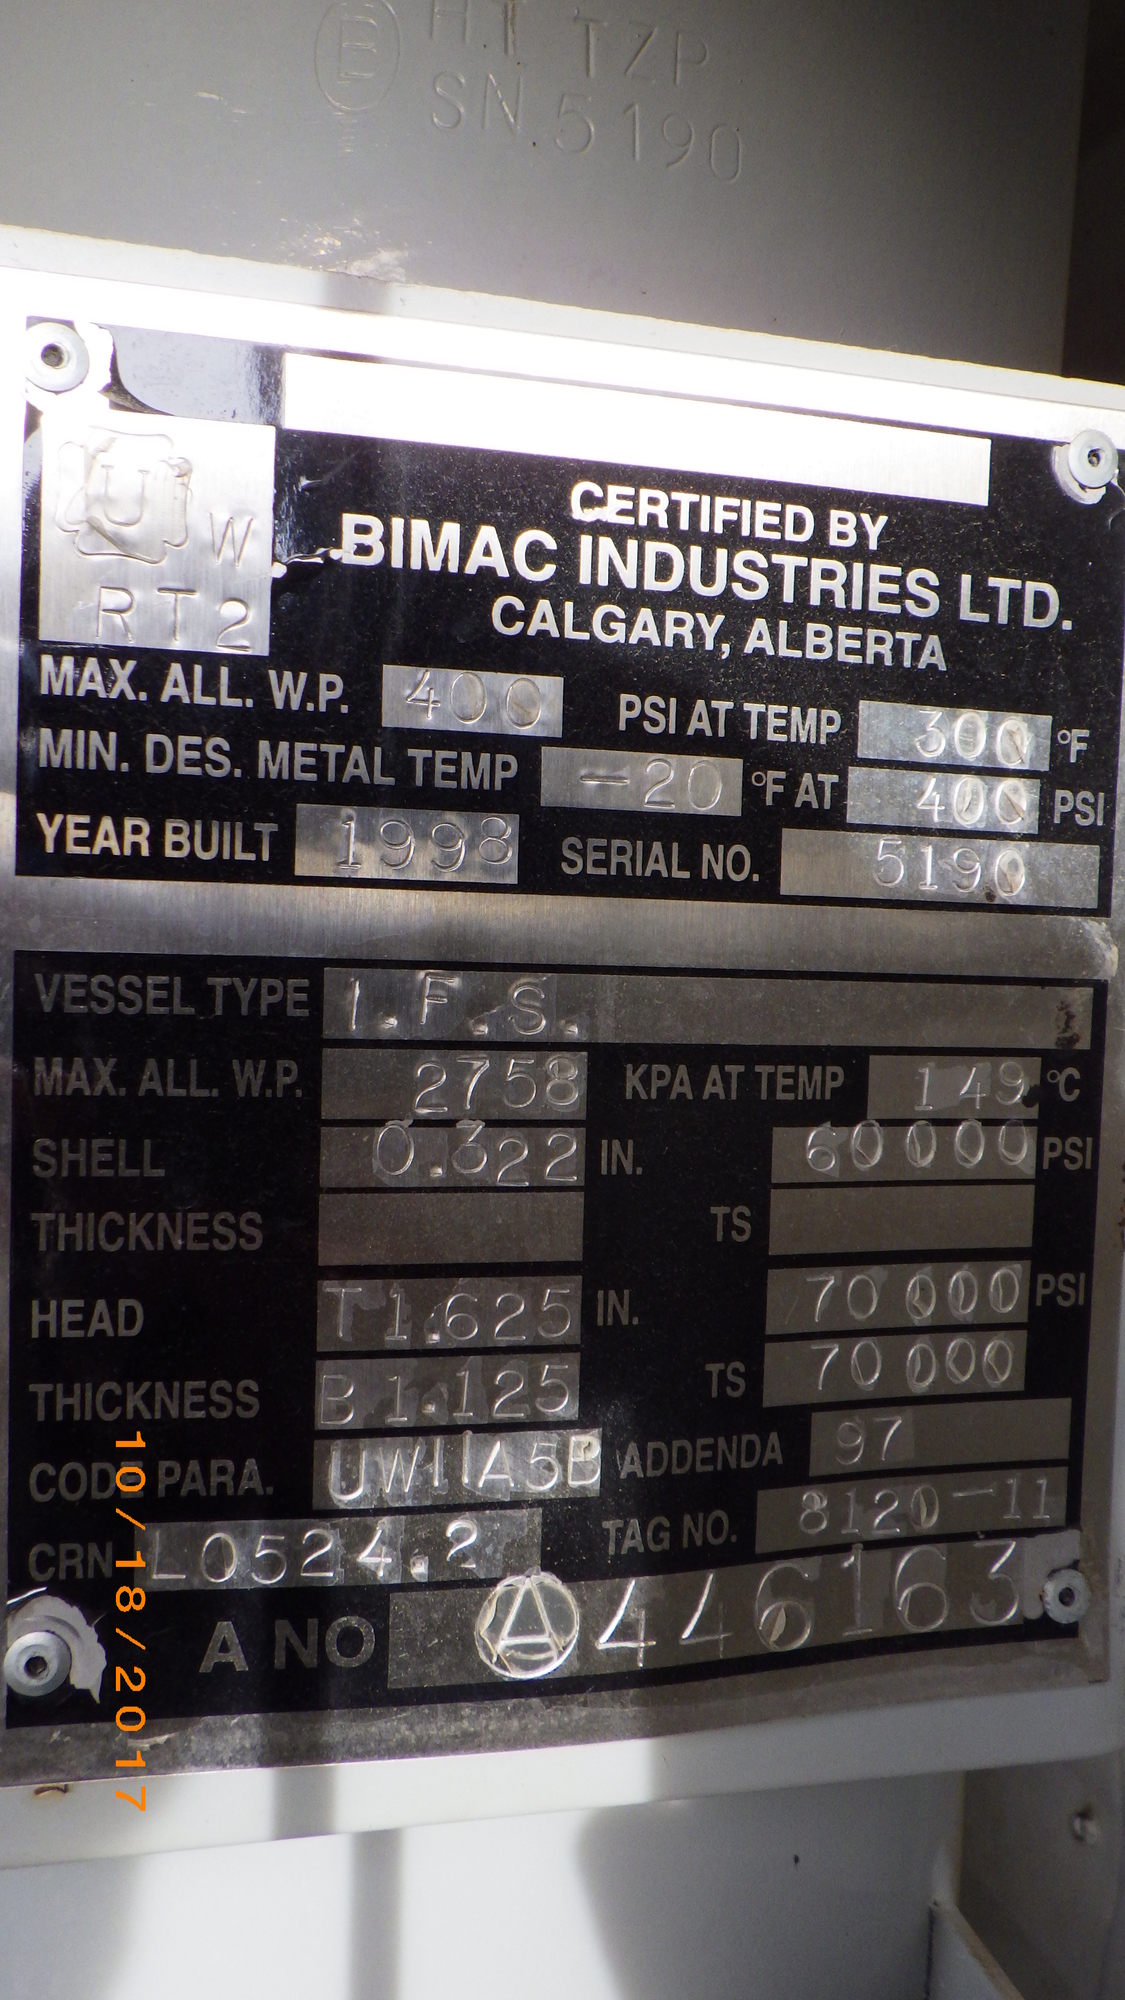 B HT TZP
SN.5190
U W
RT2
CERTIFIED BY
BIMAC INDUSTRIES LTD.
CALGARY, ALBERTA
MAX. ALL. W.P. 400 PSI AT TEMP 300 °F
MIN. DES. METAL TEMP -20 °F AT 400 PSI
YEAR BUILT 1998 SERIAL NO. 5190
VESSEL TYPE I.F.S.
MAX. ALL. W.P. 2758 KPA AT TEMP 149 °C
SHELL 0.322 IN. 60000 PSI
THICKNESS TS
HEAD T1.625 IN. 70000 PSI
THICKNESS B1.125 TS 70000
CODE PARA. ADDENDA 97
CRN L0524.2 TAG NO. 8120-11
A NO A 446163
10/18/2017